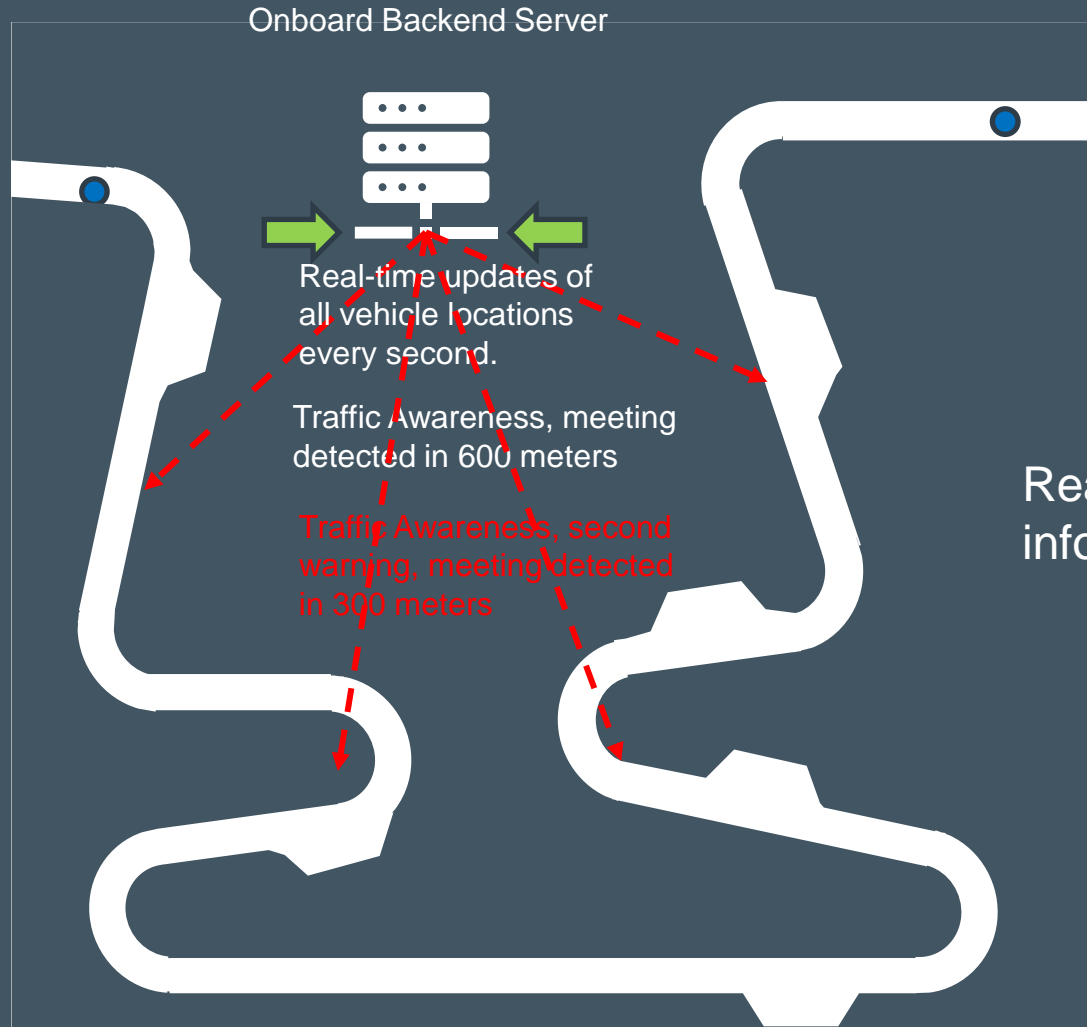 Onboard Backend Server
Real-time updates of
all vehicle locations
every second.
Traffic Awareness, meeting
detected in 600 meters
Traffic Awareness, second
warning, meeting detected
in 300 meters